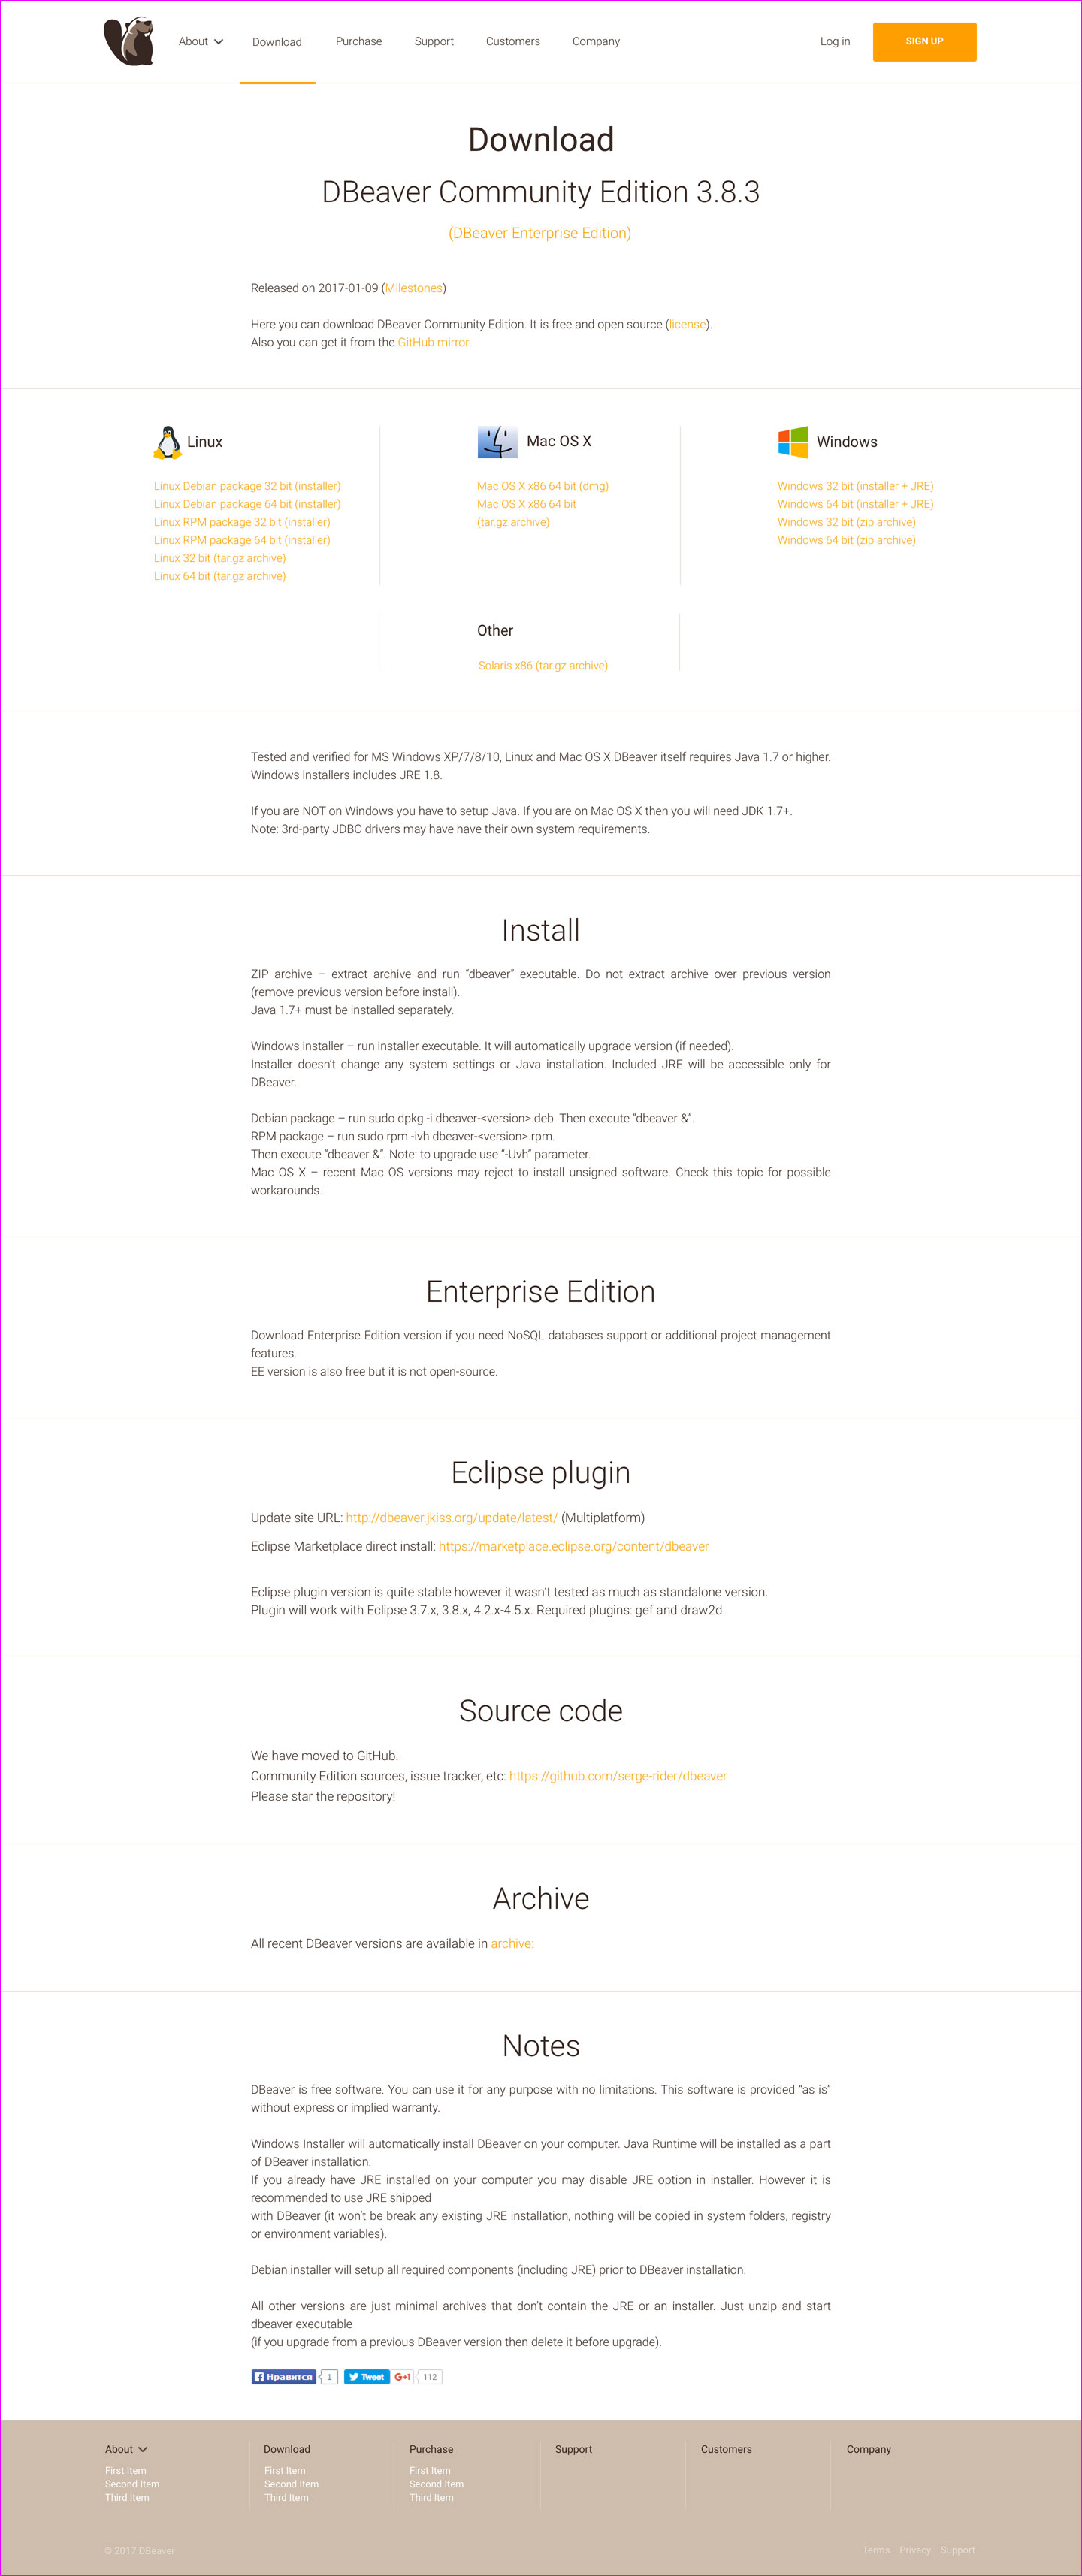 About
Download
Purchase
Support
Customers
Company
Log in
SIGN UP
Download
DBeaver Community Edition 3.8.3
(DBeaver Enterprise Edition)
Released on 2017-01-09 (Milestones)
Here you can download DBeaver Community Edition. It is free and open source (license).
Also you can get it from the GitHub mirror.
Linux
Linux Debian package 32 bit (installer)
Linux Debian package 64 bit (installer)
Linux RPM package 32 bit (installer)
Linux RPM package 64 bit (installer)
Linux 32 bit (tar.gz archive)
Linux 64 bit (tar.gz archive)
Mac OS X
Mac OS X x86 64 bit (dmg)
Mac OS X x86 64 bit
(tar.gz archive)
Windows
Windows 32 bit (installer + JRE)
Windows 64 bit (installer + JRE)
Windows 32 bit (zip archive)
Windows 64 bit (zip archive)
Other
Solaris x86 (tar.gz archive)
Tested and verified for MS Windows XP/7/8/10, Linux and Mac OS X.DBeaver itself requires Java 1.7 or higher.
Windows installers includes JRE 1.8.
If you are NOT on Windows you have to setup Java. If you are on Mac OS X then you will need JDK 1.7+.
Note: 3rd-party JDBC drivers may have have their own system requirements.
Install
ZIP archive – extract archive and run “dbeaver” executable. Do not extract archive over previous version
(remove previous version before install).
Java 1.7+ must be installed separately.
Windows installer – run installer executable. It will automatically upgrade version (if needed).
Installer doesn’t change any system settings or Java installation. Included JRE will be accessible only for
DBeaver.
Debian package – run sudo dpkg -i dbeaver-<version>.deb. Then execute “dbeaver &”.
RPM package – run sudo rpm -ivh dbeaver-<version>.rpm.
Then execute “dbeaver &”. Note: to upgrade use “-Uvh” parameter.
Mac OS X – recent Mac OS versions may reject to install unsigned software. Check this topic for possible
workarounds.
Enterprise Edition
Download Enterprise Edition version if you need NoSQL databases support or additional project management
features.
EE version is also free but it is not open-source.
Eclipse plugin
Update site URL: http://dbeaver.jkiss.org/update/latest/ (Multiplatform)
Eclipse Marketplace direct install: https://marketplace.eclipse.org/content/dbeaver
Eclipse plugin version is quite stable however it wasn’t tested as much as standalone version.
Plugin will work with Eclipse 3.7.x, 3.8.x, 4.2.x-4.5.x. Required plugins: gef and draw2d.
Source code
We have moved to GitHub.
Community Edition sources, issue tracker, etc: https://github.com/serge-rider/dbeaver
Please star the repository!
Archive
All recent DBeaver versions are available in archive:
Notes
DBeaver is free software. You can use it for any purpose with no limitations. This software is provided “as is”
without express or implied warranty.
Windows Installer will automatically install DBeaver on your computer. Java Runtime will be installed as a part
of DBeaver installation.
If you already have JRE installed on your computer you may disable JRE option in installer. However it is
recommended to use JRE shipped
with DBeaver (it won’t be break any existing JRE installation, nothing will be copied in system folders, registry
or environment variables).
Debian installer will setup all required components (including JRE) prior to DBeaver installation.
All other versions are just minimal archives that don’t contain the JRE or an installer. Just unzip and start
dbeaver executable
(if you upgrade from a previous DBeaver version then delete it before upgrade).
Нравится 1 Tweet G+1 112
About
First Item
Second Item
Third Item
Download
First Item
Second Item
Third Item
Purchase
First Item
Second Item
Third Item
Support
Customers
Company
© 2017 DBeaver
Terms Privacy Support